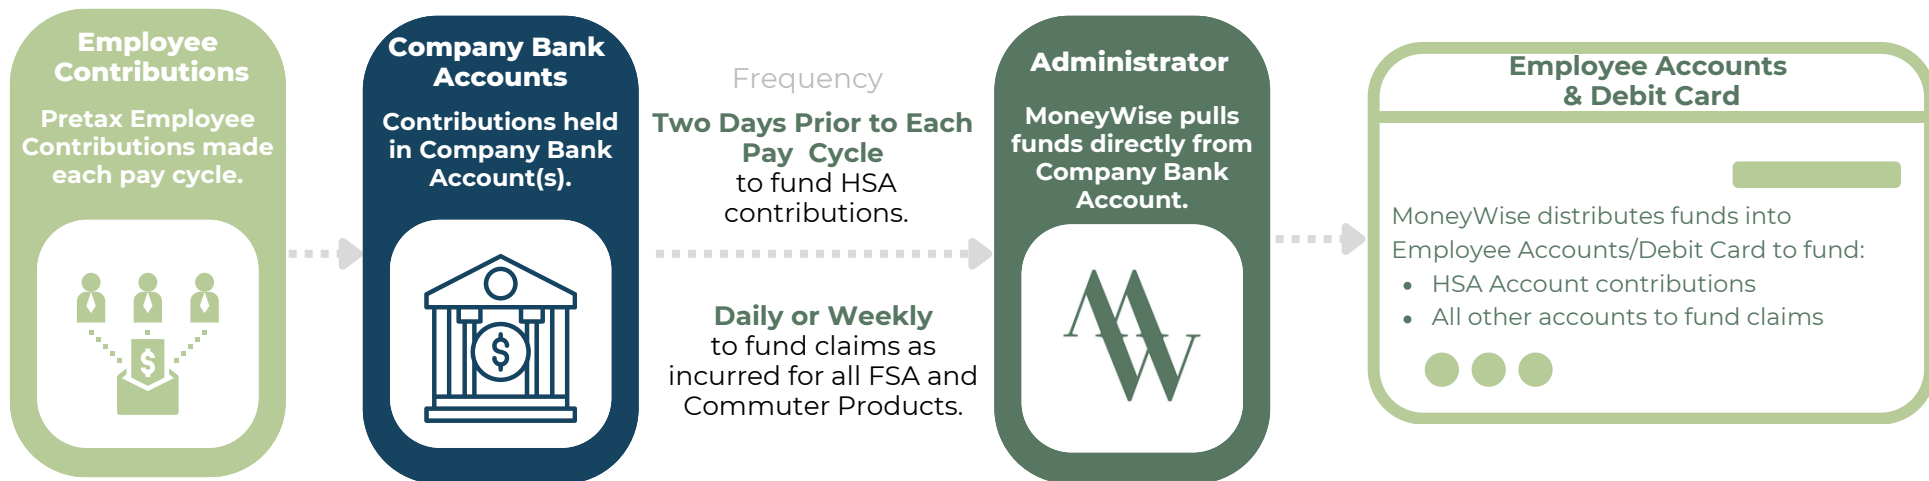 Employee
Contributions
Pretax Employee
Contributions made
each pay cycle.
$
Company Bank
Accounts
Contributions held
in Company Bank
Account(s).
$
Frequency
Two Days Prior to Each
Pay Cycle
to fund HSA
contributions.
Daily or Weekly
to fund claims as
incurred for all FSA and
Commuter Products.
Administrator
MoneyWise pulls
funds directly from
Company Bank
Account.
MW
Employee Accounts
& Debit Card
MoneyWise distributes funds into
Employee Accounts/Debit Card to fund:
• HSA Account contributions
• All other accounts to fund claims